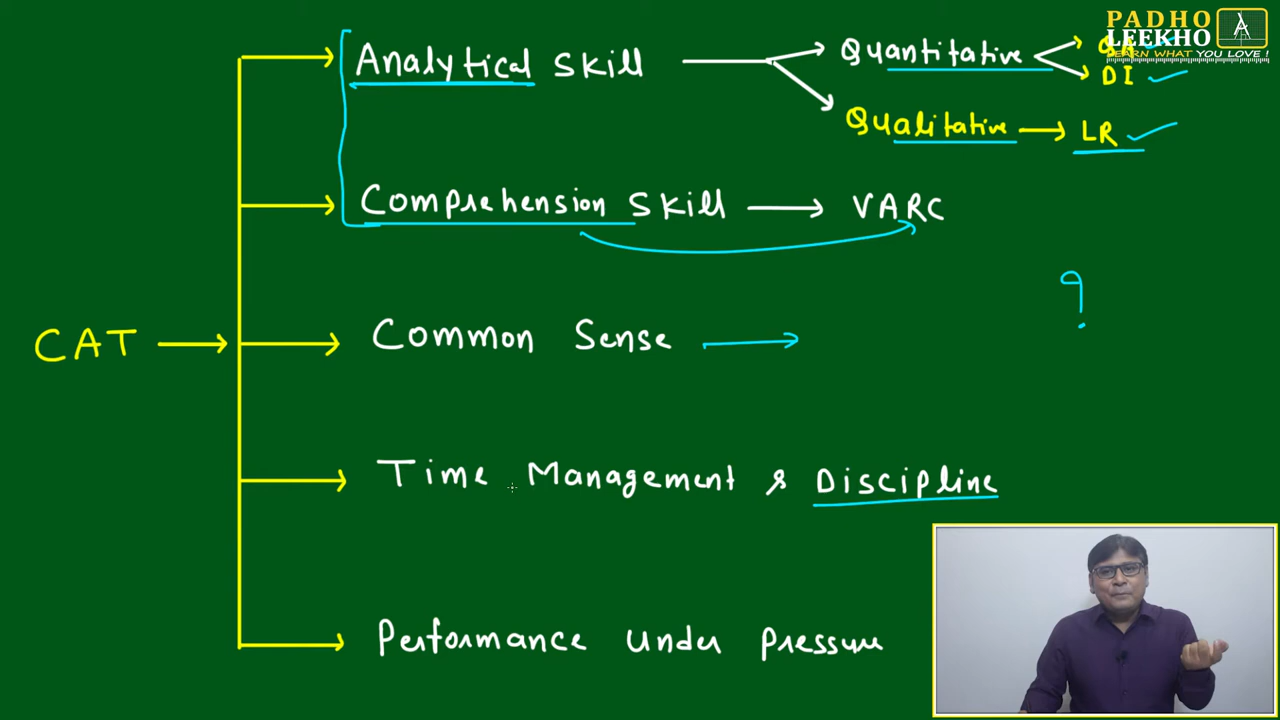 PADHO
LEEKHO
LEARN WHAT YOU LOVE !
Analytical Skill
Quantitative
DI
Qualitative
LR
Comprehension Skill
VARC
?
CAT
Common Sense
Time Management & Discipline
Performance under pressure